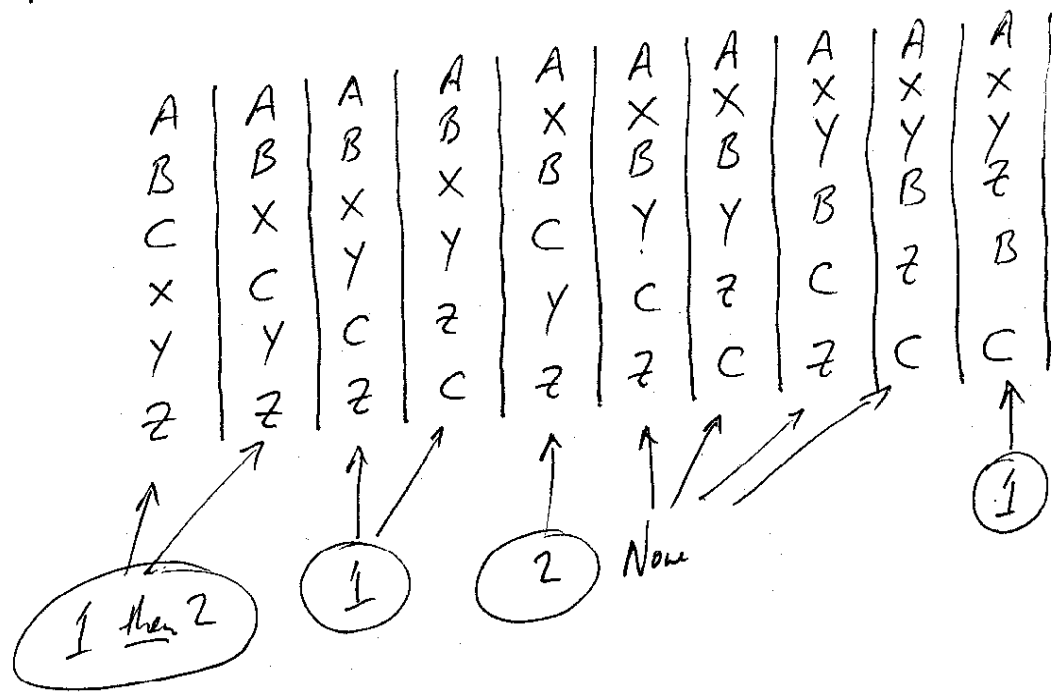 A | A | A | A | A | A | A | A | A | A
B | B | B | B | X | X | X | X | X | X
C | X | X | X | B | B | B | Y | Y | Y
X | C | Y | Y | C | Y | Y | B | B | Z
Y | Y | C | Z | Y | C | Z | C | Z | B
Z | Z | Z | C | Z | Z | C | Z | C | C
1 then 2
1
2
None
1